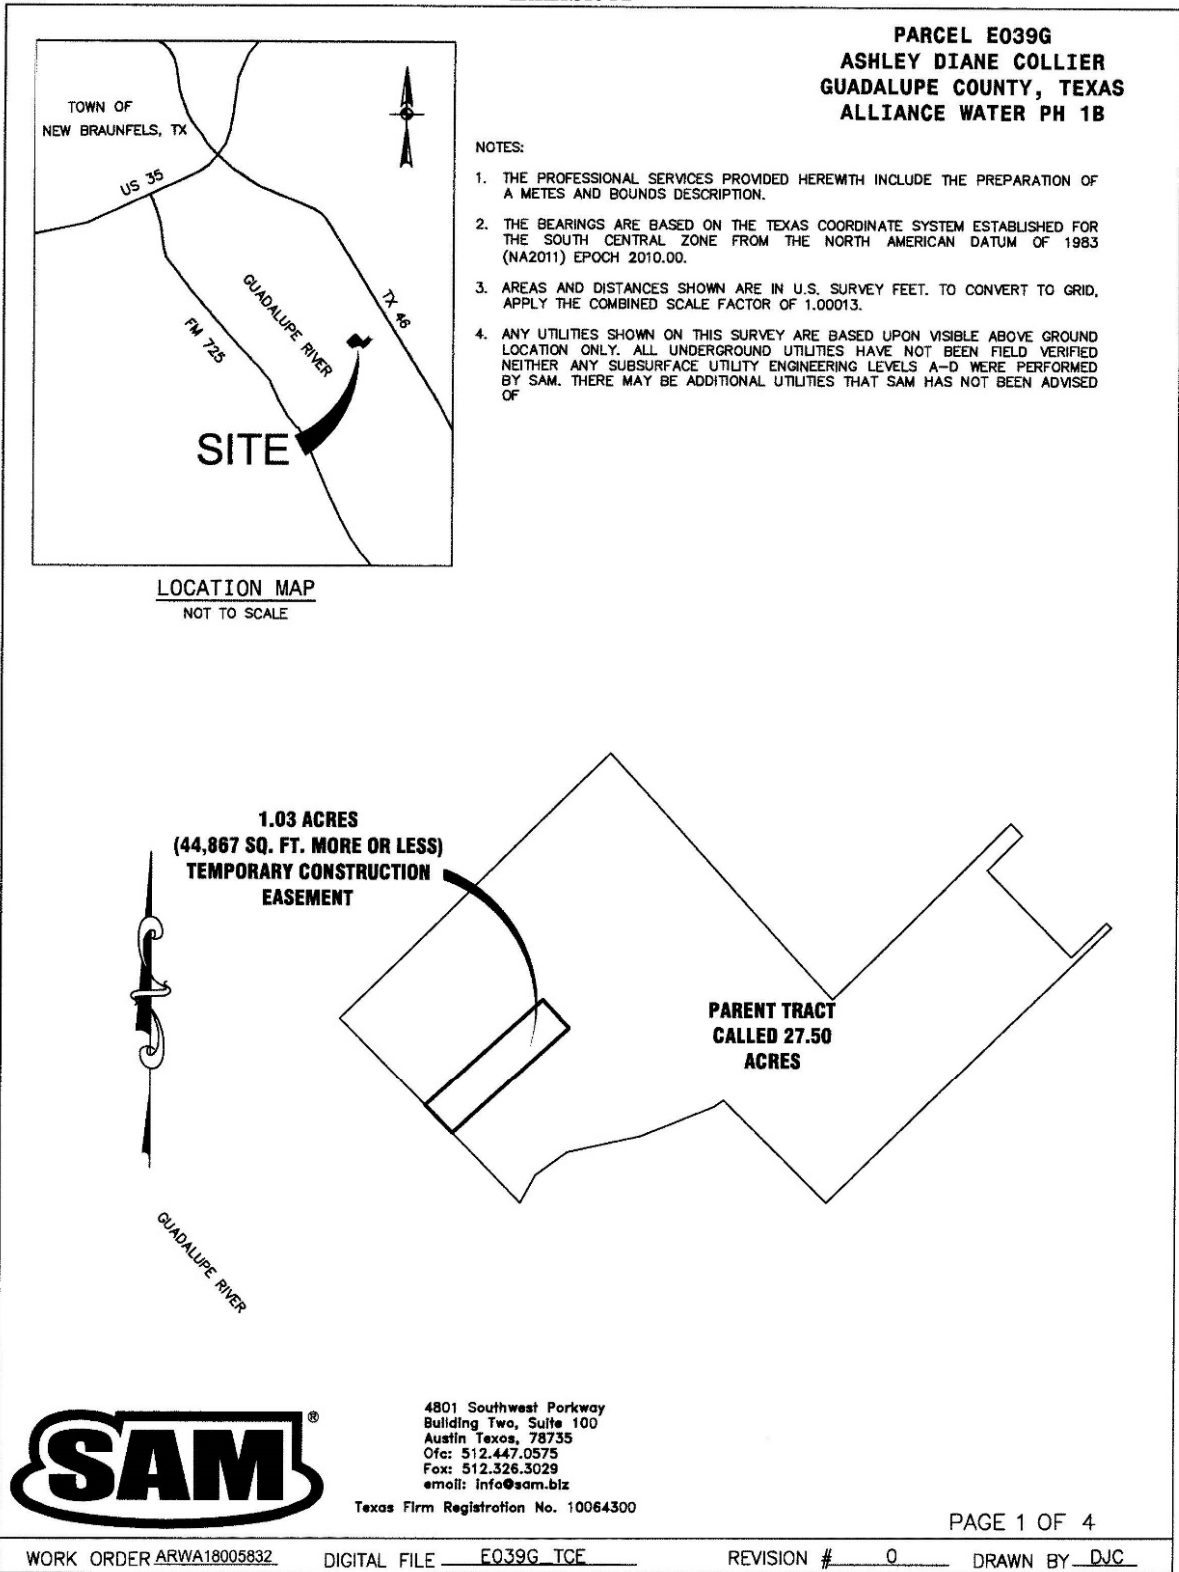 PARCEL E039G
ASHLEY DIANE COLLIER
GUADALUPE COUNTY, TEXAS
ALLIANCE WATER PH 1B
TOWN OF
NEW BRAUNFELS, TX
US 35
GUADALUPE RIVER
TX 46
FM 725
SITE
LOCATION MAP
NOT TO SCALE
NOTES:
1. THE PROFESSIONAL SERVICES PROVIDED HEREWITH INCLUDE THE PREPARATION OF
A METES AND BOUNDS DESCRIPTION.
2. THE BEARINGS ARE BASED ON THE TEXAS COORDINATE SYSTEM ESTABLISHED FOR
THE SOUTH CENTRAL ZONE FROM THE NORTH AMERICAN DATUM OF 1983
(NA2011) EPOCH 2010.00.
3. AREAS AND DISTANCES SHOWN ARE IN U.S. SURVEY FEET. TO CONVERT TO GRID,
APPLY THE COMBINED SCALE FACTOR OF 1.00013.
4. ANY UTILITIES SHOWN ON THIS SURVEY ARE BASED UPON VISIBLE ABOVE GROUND
LOCATION ONLY. ALL UNDERGROUND UTILITIES HAVE NOT BEEN FIELD VERIFIED
NEITHER ANY SUBSURFACE UTILITY ENGINEERING LEVELS A-D WERE PERFORMED
BY SAM. THERE MAY BE ADDITIONAL UTILITIES THAT SAM HAS NOT BEEN ADVISED
OF
1.03 ACRES
(44,867 SQ. FT. MORE OR LESS)
TEMPORARY CONSTRUCTION
EASEMENT
PARENT TRACT
CALLED 27.50
ACRES
GUADALUPE RIVER
SAM®
4801 Southwest Parkway
Building Two, Suite 100
Austin Texas, 78735
Ofc: 512.447.0575
Fax: 512.326.3029
email: info@sam.biz
Texas Firm Registration No. 10064300
PAGE 1 OF 4
WORK ORDER ARWA18005832 DIGITAL FILE E039G_TCE REVISION # 0 DRAWN BY DJC